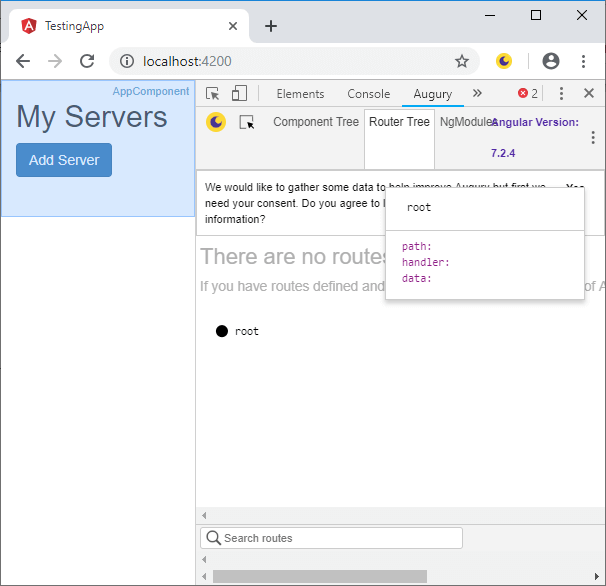 TestingApp
localhost:4200
AppComponent
My Servers
Add Server
Elements
Console
Augury
2
Component Tree
Router Tree
NgModules
Angular Version:
7.2.4
We would like to gather some data to help improve Augury but first we
need your consent. Do you agree to
information?
Yes
root
path:
handler:
data:
There are no routes
If you have routes defined and
of A
root
Search routes